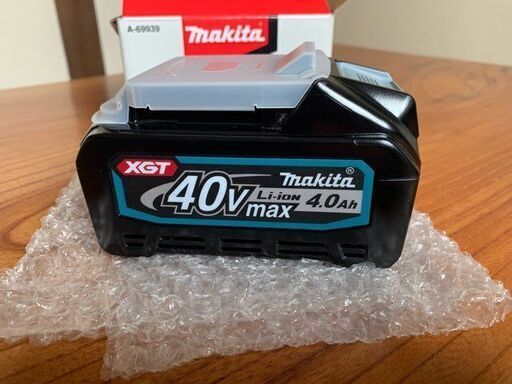 A-69939
makita
XGT
40V max
Li-ion
makita®
4.0Ah